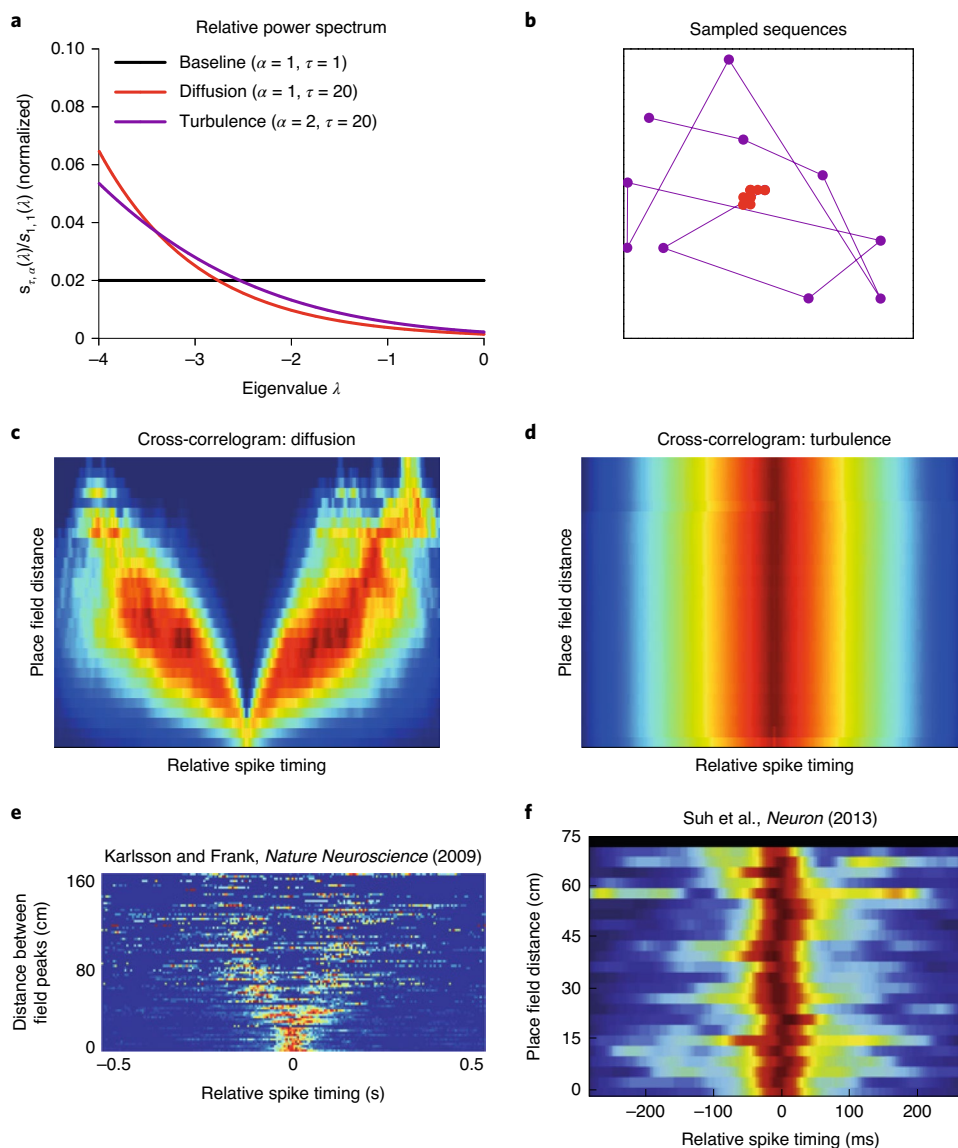 a
Relative power spectrum
0.10
0.08
0.06
0.04
0.02
0
Baseline (α = 1, τ = 1)
Diffusion (α = 1, τ = 20)
Turbulence (α = 2, τ = 20)
s τ,α(λ)/s 1,1(λ) (normalized)
−4
−3
−2
−1
0
Eigenvalue λ
b
Sampled sequences
c
Cross-correlogram: diffusion
Place field distance
Relative spike timing
d
Cross-correlogram: turbulence
Place field distance
Relative spike timing
e
Karlsson and Frank, Nature Neuroscience (2009)
160
80
0
Distance between
field peaks (cm)
−0.5
0
0.5
Relative spike timing (s)
f
Suh et al., Neuron (2013)
75
60
45
30
15
0
Place field distance (cm)
−200
−100
0
100
200
Relative spike timing (ms)